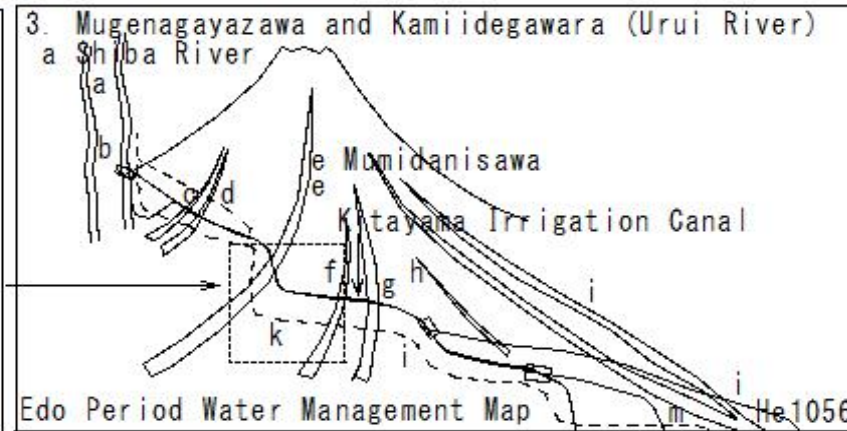 3. Mugenagayazawa and Kamiidegawara (Urui River)
a Shiba River
a
b
c d
e Mumidanisawa
e
Kitayama Irrigation Canal
f g h i
k
i i
m
Edo Period Water Management Map
He1056